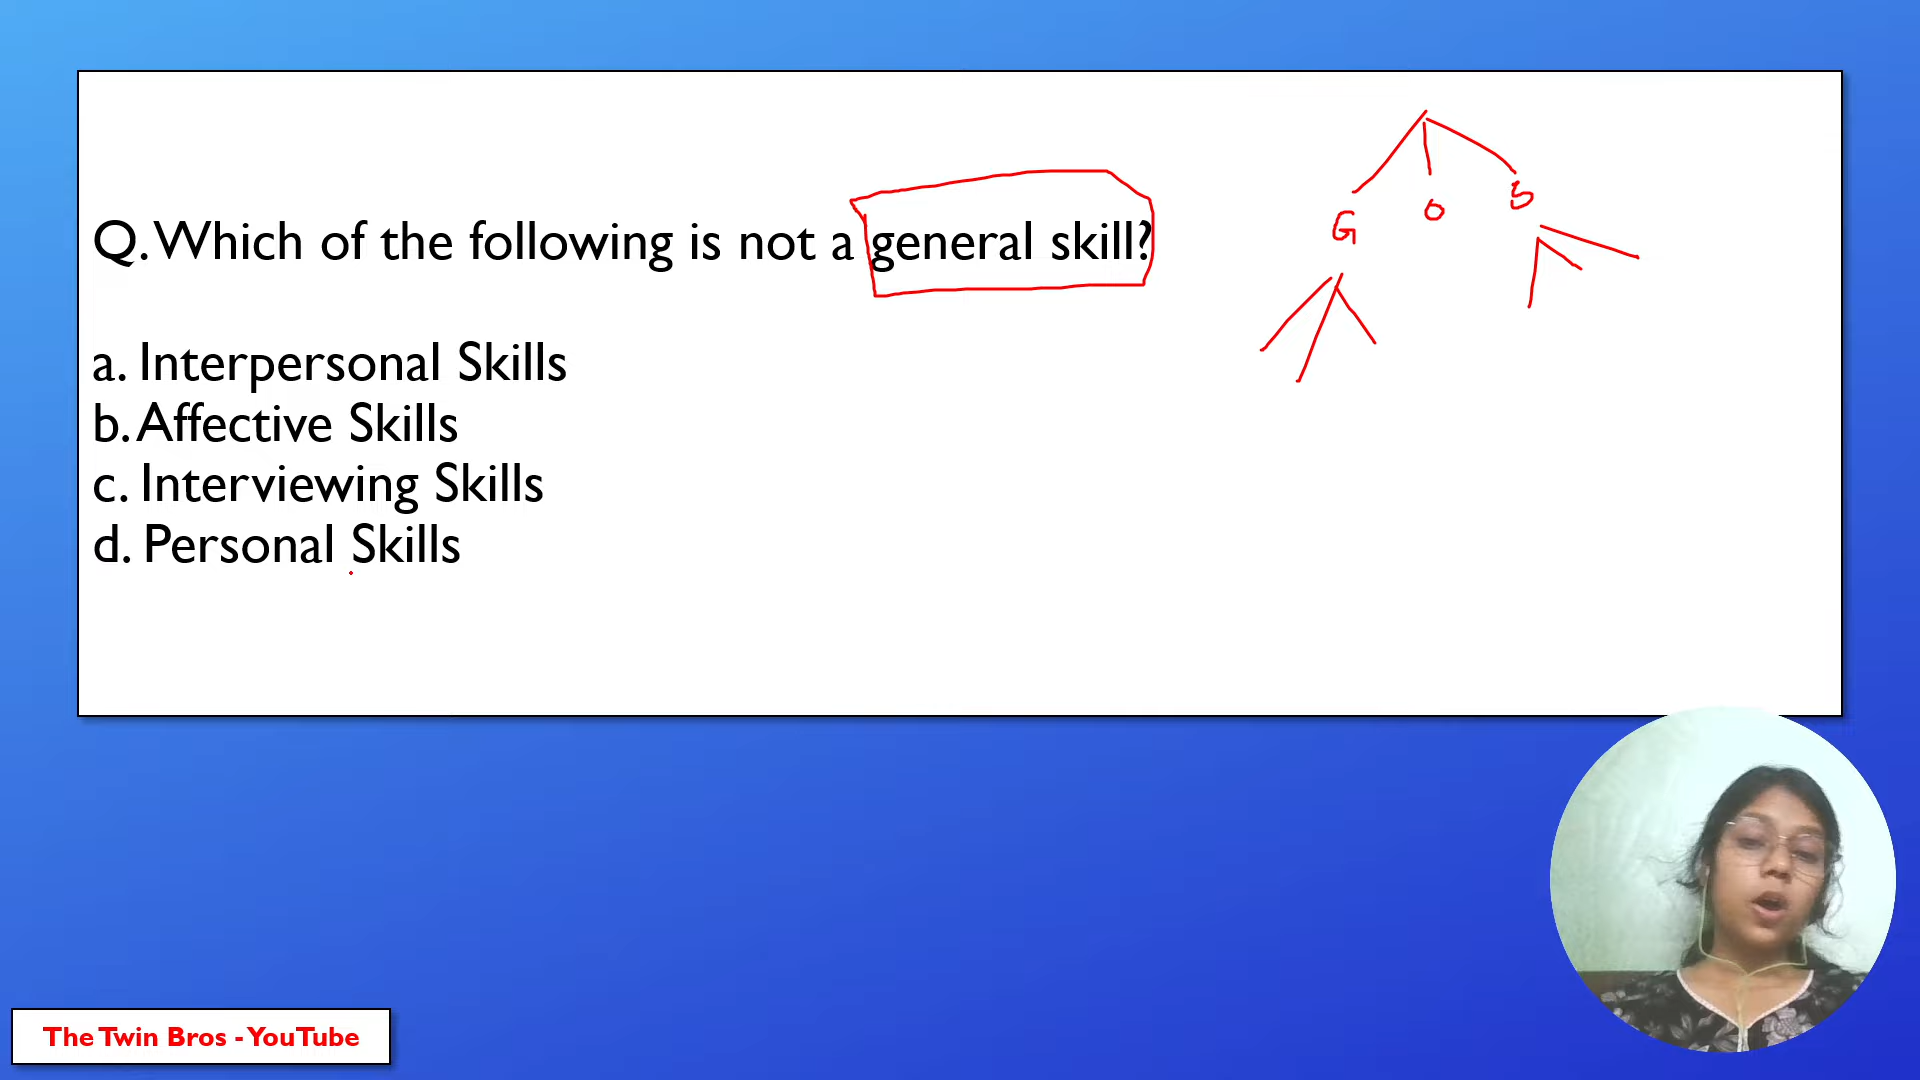 Q. Which of the following is not a general skill?
a. Interpersonal Skills
b. Affective Skills
c. Interviewing Skills
d. Personal Skills
G O S
The Twin Bros - YouTube